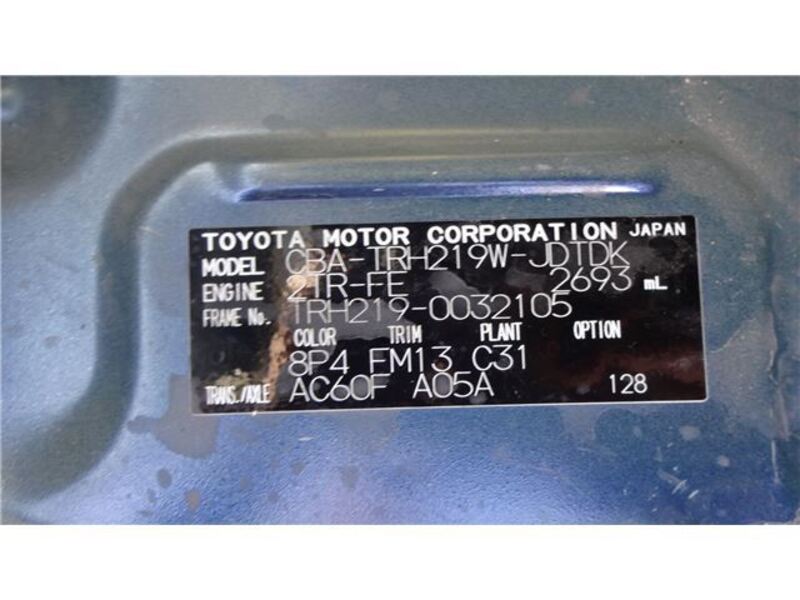 TOYOTA MOTOR CORPORATION JAPAN
MODEL CBA-TRH219W-JDTDK
ENGINE 2TR-FE 2693 mL
FRAME No. TRH219-0032105
COLOR TRIM PLANT OPTION
8P4 FM13 C31
TRANS./AXLE AC60F A05A 128